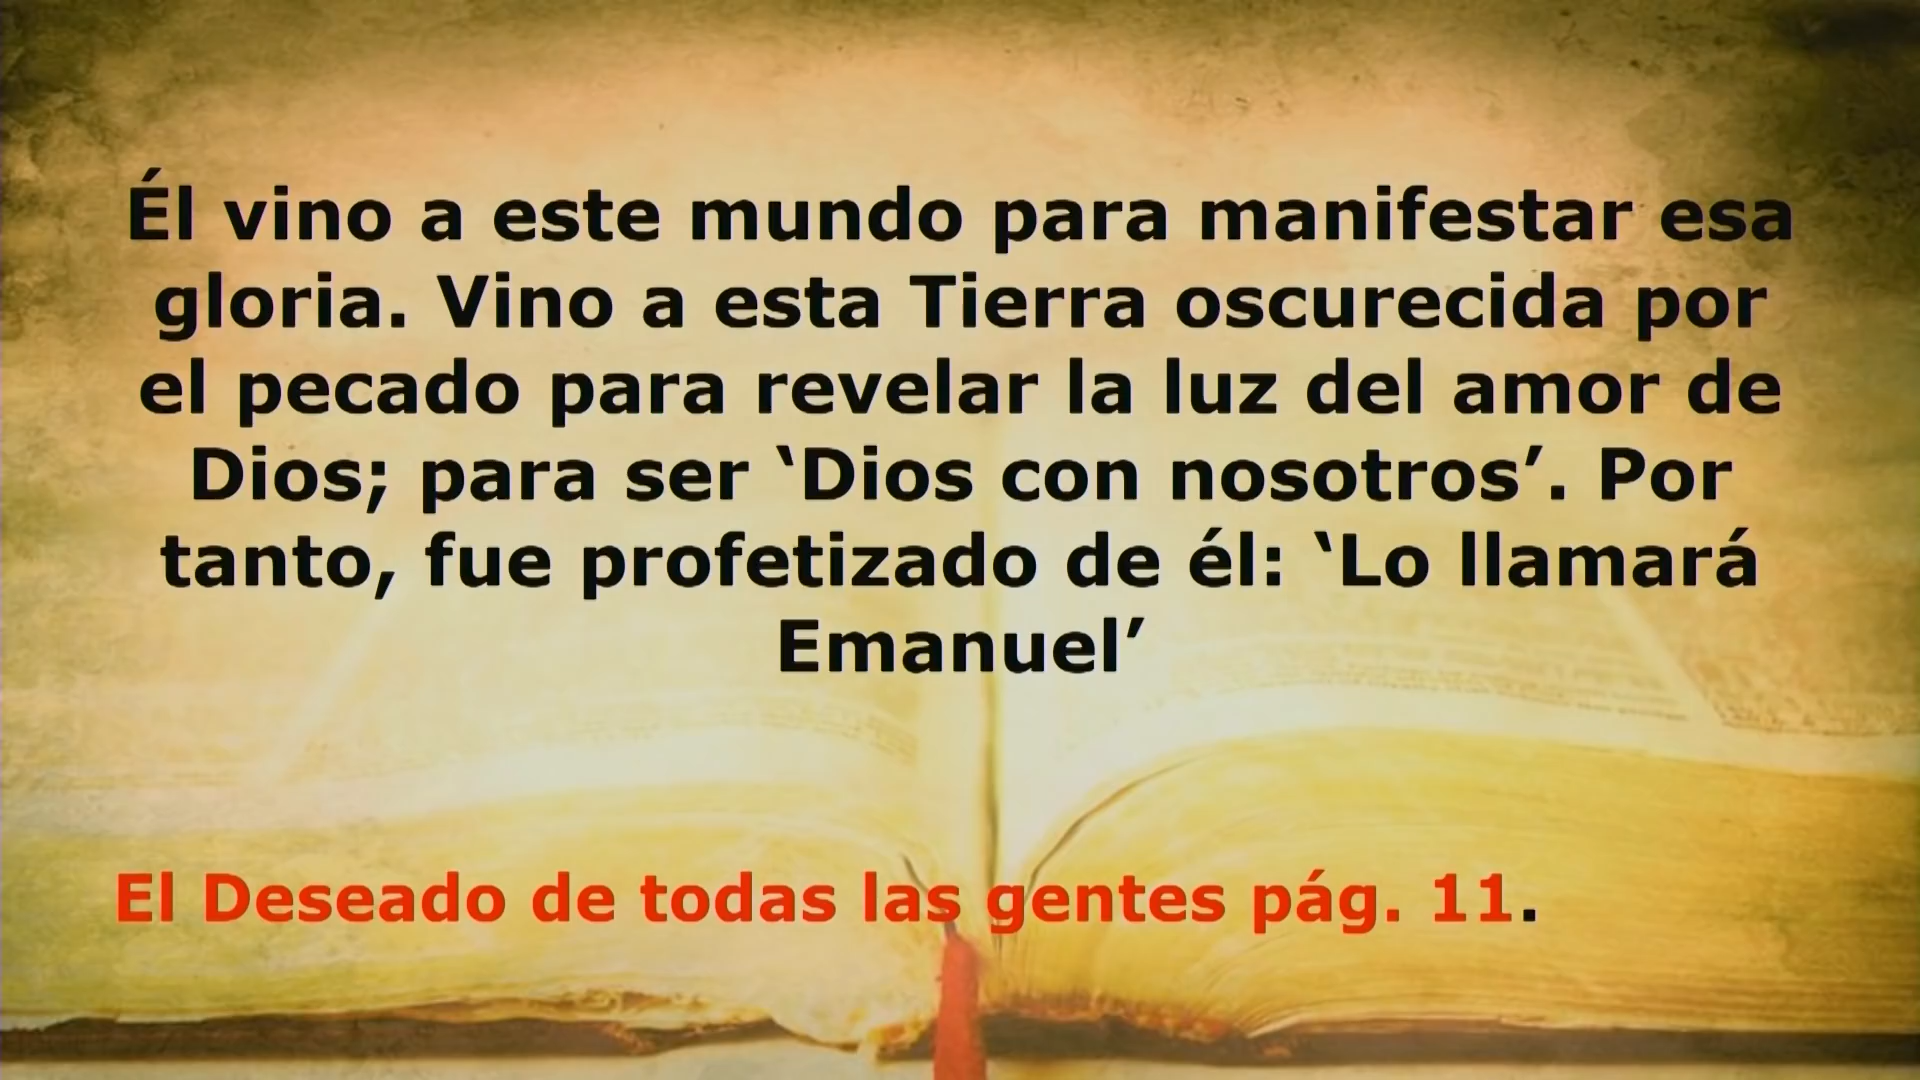 Él vino a este mundo para manifestar esa
gloria. Vino a esta Tierra oscurecida por
el pecado para revelar la luz del amor de
Dios; para ser ‘Dios con nosotros’. Por
tanto, fue profetizado de él: ‘Lo llamará
Emanuel’
El Deseado de todas las gentes pág. 11.